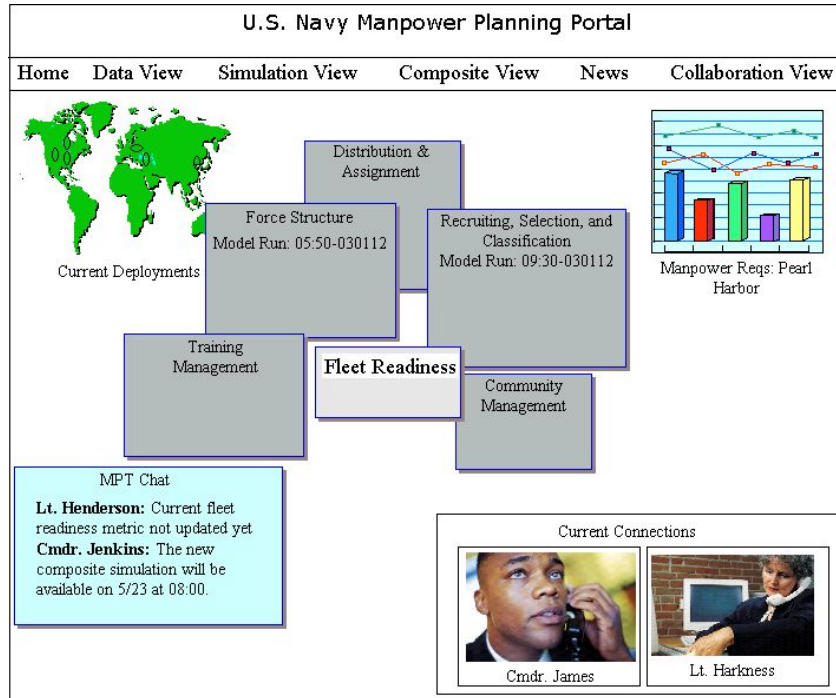 U.S. Navy Manpower Planning Portal
Home Data View Simulation View Composite View News Collaboration View
Current Deployments
Distribution &
Assignment
Force Structure
Model Run: 05:50-030112
Recruiting, Selection, and
Classification
Model Run: 09:30-030112
Manpower Reqs: Pearl
Harbor
Training
Management
Fleet Readiness
Community
Management
MPT Chat
Lt. Henderson: Current fleet
readiness metric not updated yet
Cmdr. Jenkins: The new
composite simulation will be
available on 5/23 at 08:00.
Current Connections
Cmdr. James
Lt. Harkness